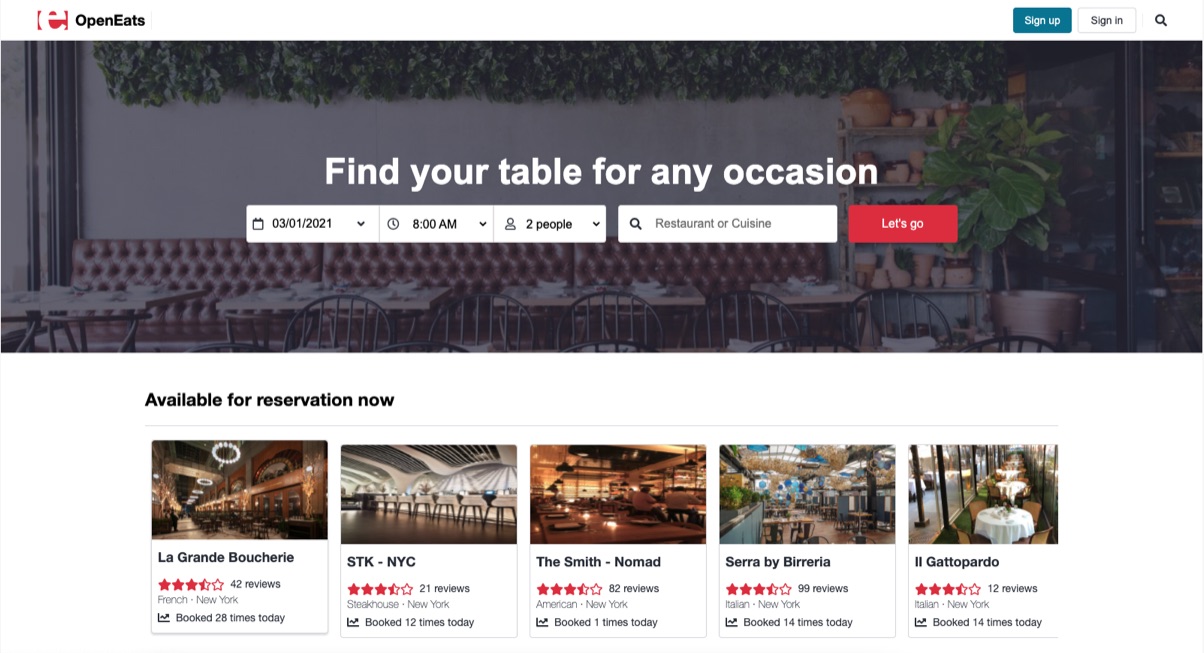 OpenEats
Sign up
Sign in
Find your table for any occasion
03/01/2021
8:00 AM
2 people
Restaurant or Cuisine
Let's go
Available for reservation now
La Grande Boucherie
42 reviews
French · New York
Booked 28 times today
STK - NYC
21 reviews
Steakhouse · New York
Booked 12 times today
The Smith - Nomad
82 reviews
American · New York
Booked 1 times today
Serra by Birreria
99 reviews
Italian · New York
Booked 14 times today
Il Gattopardo
12 reviews
Italian · New York
Booked 14 times today